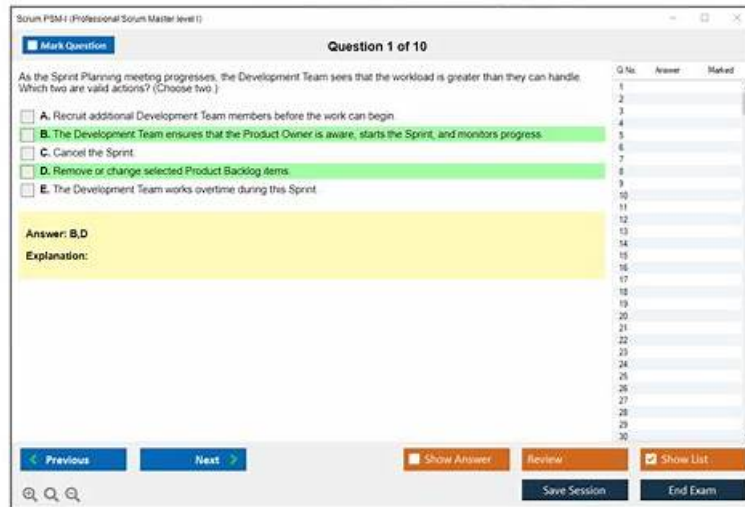 Scrum PSM-I (Professional Scrum Master level I)
Mark Question
Question 1 of 10
As the Sprint Planning meeting progresses, the Development Team sees that the workload is greater than they can handle.
Which two are valid actions? (Choose two.)
A. Recruit additional Development Team members before the work can begin.
B. The Development Team ensures that the Product Owner is aware, starts the Sprint, and monitors progress.
C. Cancel the Sprint.
D. Remove or change selected Product Backlog items.
E. The Development Team works overtime during this Sprint.
Answer: B,D
Explanation:
Q No. Answer Marked
1
2
3
4
5
6
7
8
9
10
11
12
13
14
15
16
17
18
19
20
21
22
23
24
25
26
27
28
29
30
Previous
Next
Show Answer
Review
Show List
Save Session
End Exam